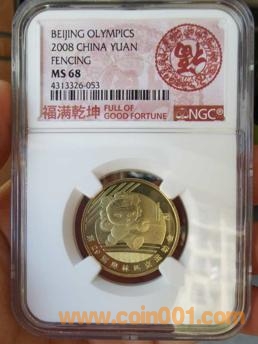 BEIJING OLYMPICS
2008 CHINA YUAN
FENCING
MS 68
4313326-053
福满乾坤 FULL OF
GOOD FORTUNE
NGC
www.coin001.com